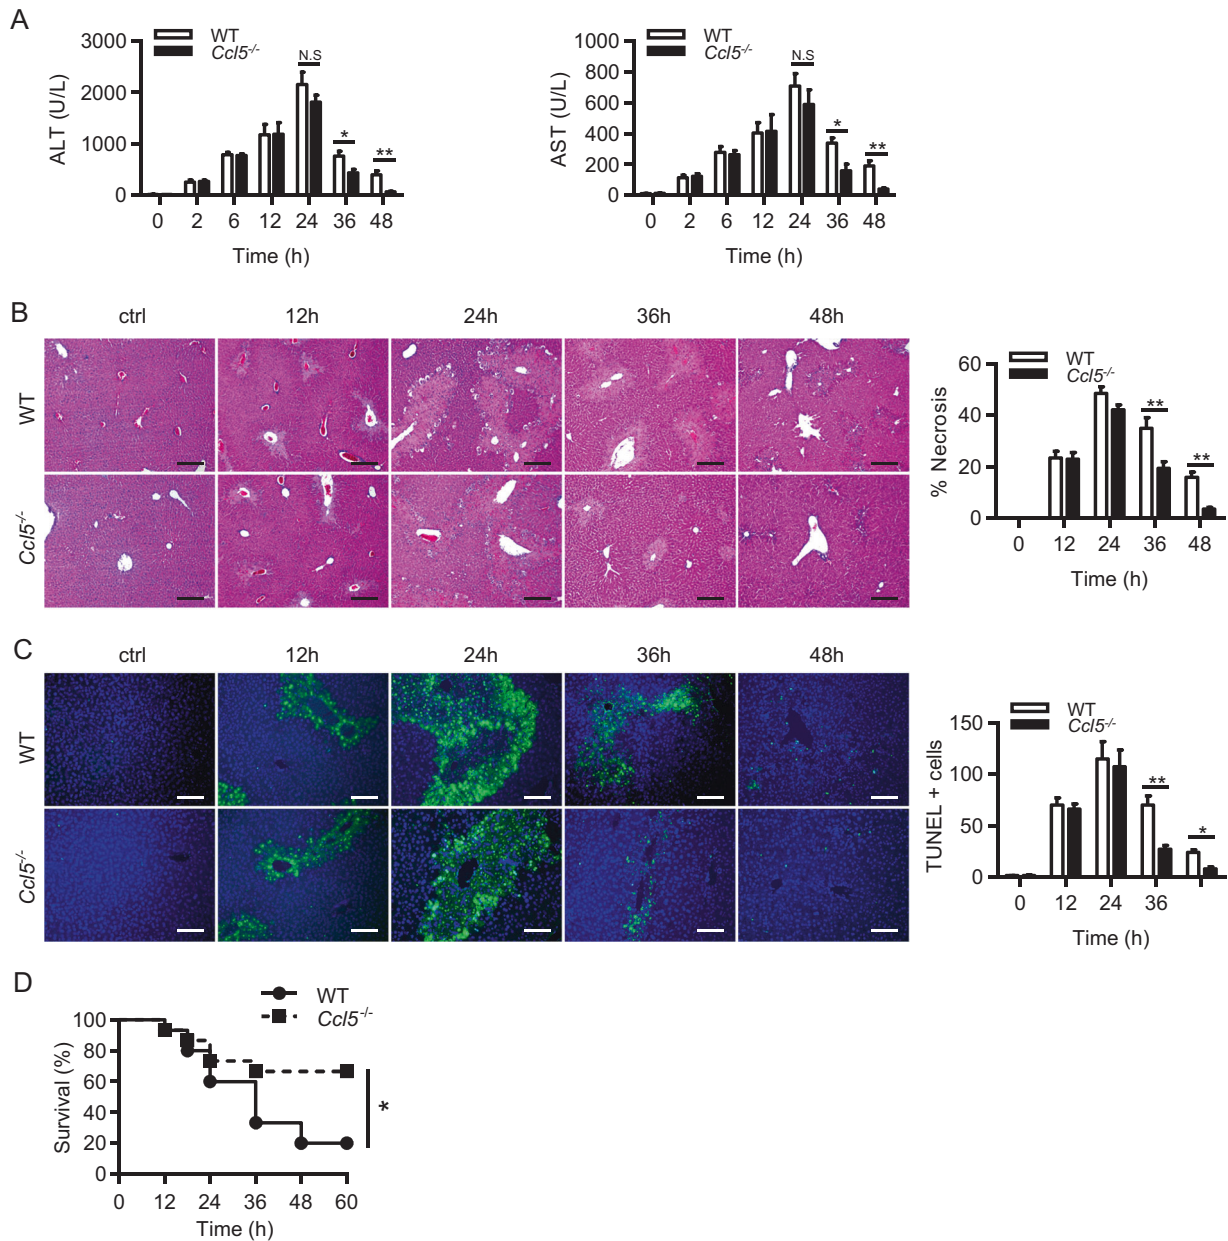 A
WT
Ccl5-/-
ALT (U/L)
3000
2000
1000
0
N.S
*
**
0 2 6 12 24 36 48
Time (h)
WT
Ccl5-/-
AST (U/L)
1000
800
600
400
200
0
N.S
*
**
0 2 6 12 24 36 48
Time (h)
B
ctrl 12h 24h 36h 48h
WT
Ccl5-/-
WT
Ccl5-/-
% Necrosis
60
40
20
0
**
**
0 12 24 36 48
Time (h)
C
ctrl 12h 24h 36h 48h
WT
Ccl5-/-
WT
Ccl5-/-
TUNEL + cells
150
100
50
0
**
*
0 12 24 36
Time (h)
D
WT
Ccl5-/-
Survival (%)
100
80
60
40
20
0
*
0 12 24 36 48 60
Time (h)